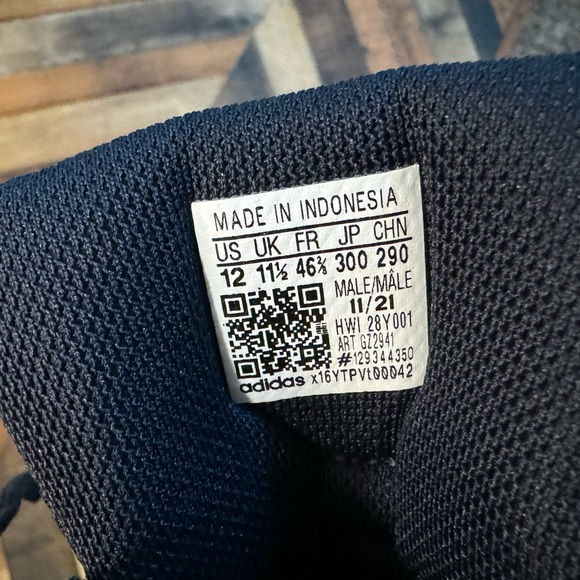 MADE IN INDONESIA
US UK FR JP CHN
12 11½ 46⅔ 300 290
MALE/MÂLE
11/21
HWI 28Y001
ART GZ2941
#129344350
adidas x16YTPVt00042